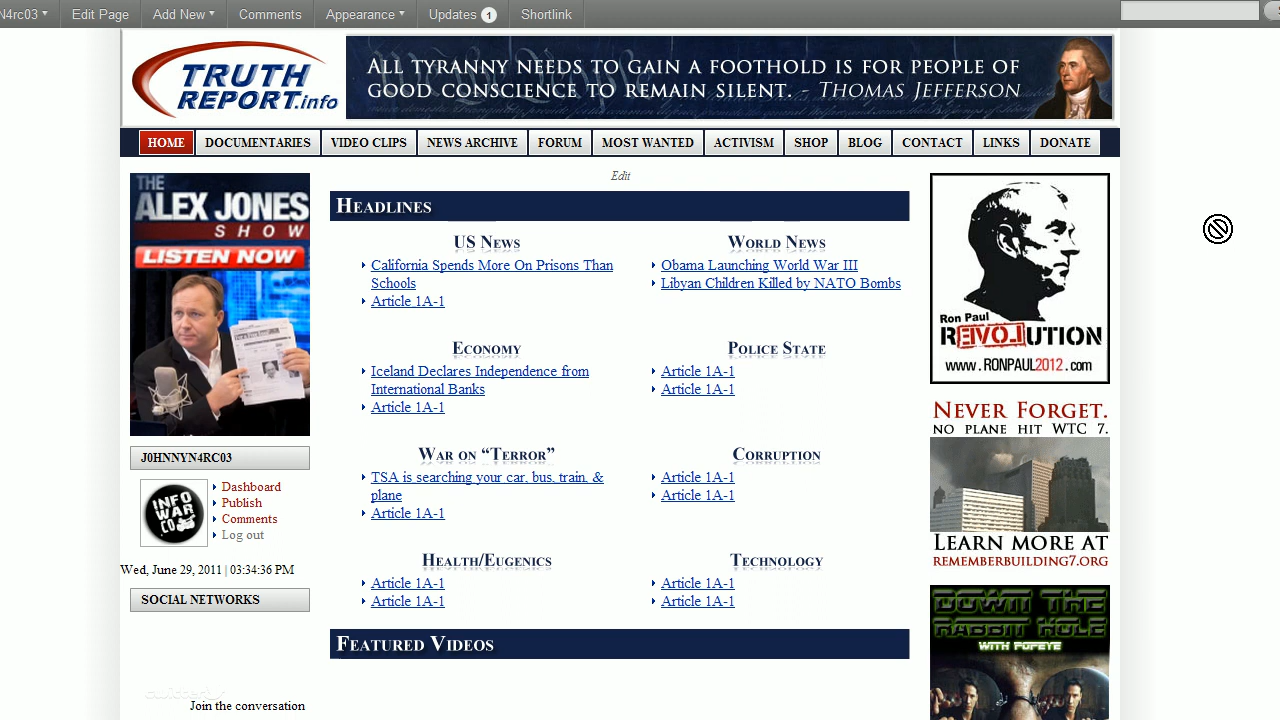 N4rc03
Edit Page
Add New
Comments
Appearance
Updates 1
Shortlink
TRUTH
REPORT.info
ALL TYRANNY NEEDS TO GAIN A FOOTHOLD IS FOR PEOPLE OF
GOOD CONSCIENCE TO REMAIN SILENT. - THOMAS JEFFERSON
HOME
DOCUMENTARIES
VIDEO CLIPS
NEWS ARCHIVE
FORUM
MOST WANTED
ACTIVISM
SHOP
BLOG
CONTACT
LINKS
DONATE
THE
ALEX JONES
SHOW
LISTEN NOW
J0HNNYN4RC03
INFO
WAR
CO
Dashboard
Publish
Comments
Log out
Wed, June 29, 2011 | 03:34:36 PM
SOCIAL NETWORKS
twitter
Join the conversation
Edit
HEADLINES
US NEWS
California Spends More On Prisons Than
Schools
Article 1A-1
WORLD NEWS
Obama Launching World War III
Libyan Children Killed by NATO Bombs
ECONOMY
Iceland Declares Independence from
International Banks
Article 1A-1
POLICE STATE
Article 1A-1
Article 1A-1
WAR ON “TERROR”
TSA is searching your car, bus, train, &
plane
Article 1A-1
CORRUPTION
Article 1A-1
Article 1A-1
HEALTH/EUGENICS
Article 1A-1
Article 1A-1
TECHNOLOGY
Article 1A-1
Article 1A-1
FEATURED VIDEOS
Ron Paul
REVOLUTION
www.RONPAUL2012.com
NEVER FORGET.
NO PLANE HIT WTC 7.
LEARN MORE AT
REMEMBERBUILDING7.ORG
DOWN THE
RABBIT HOLE
WITH POPEYE